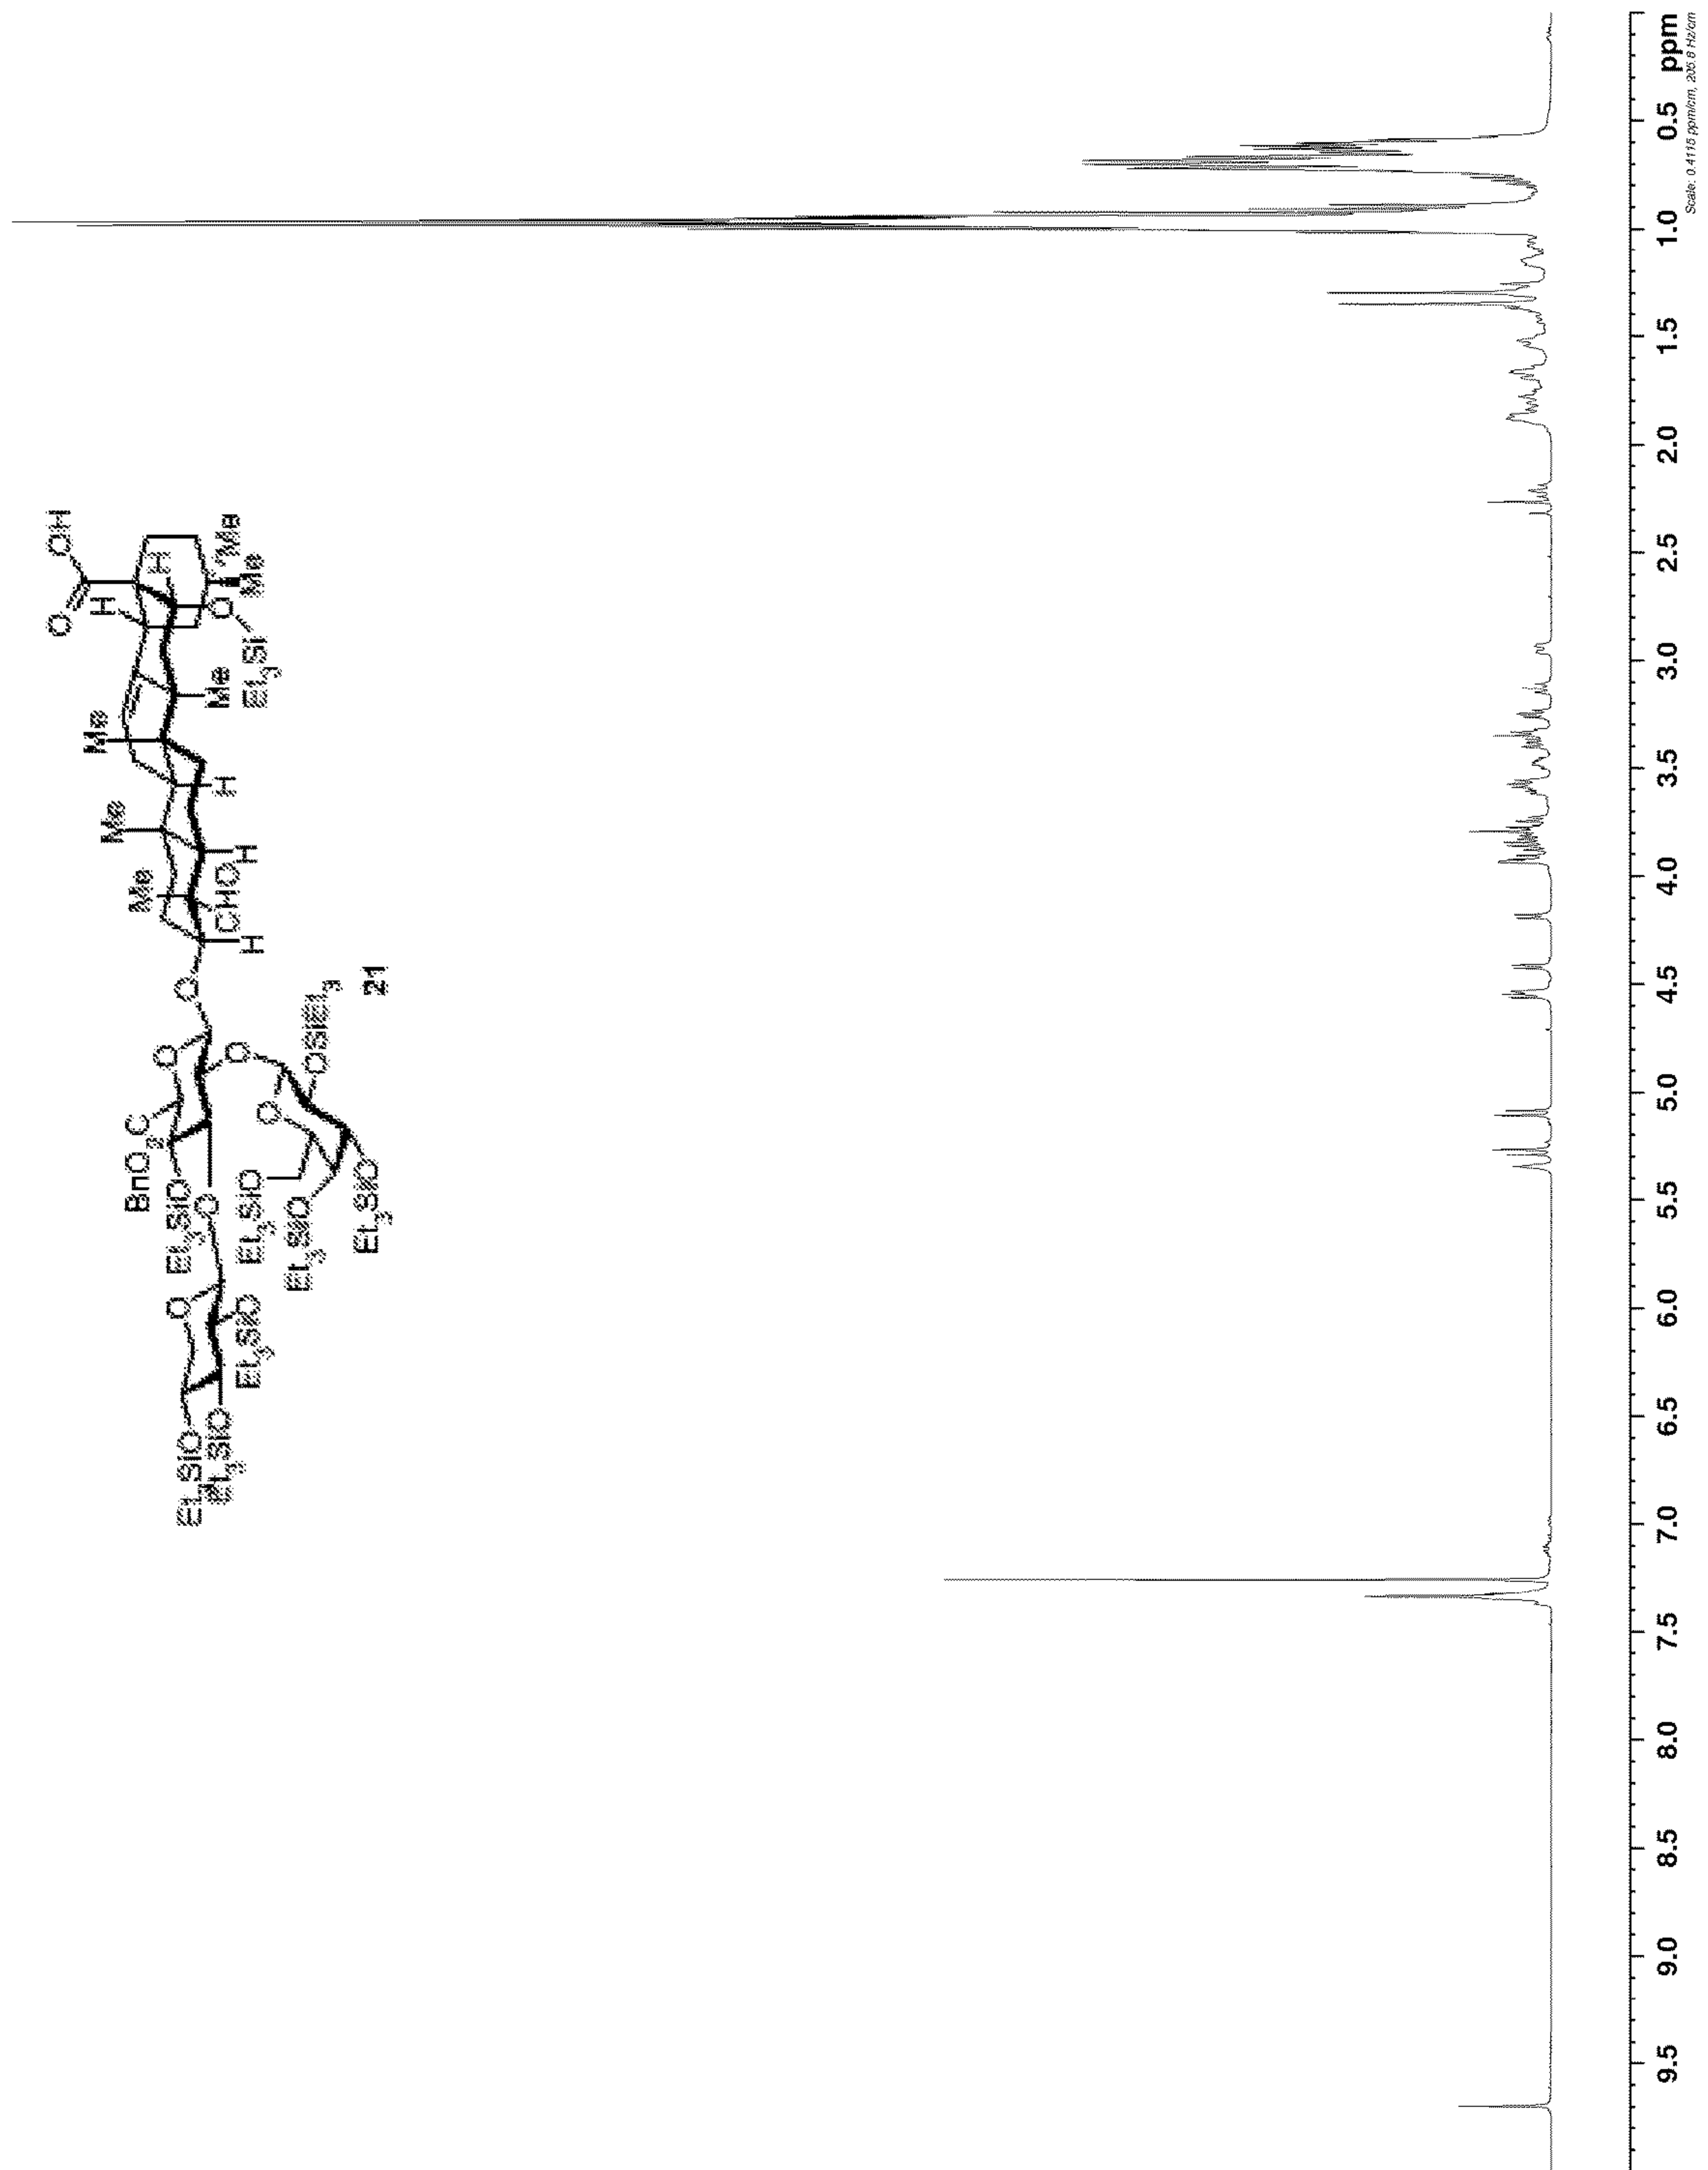 OH
O
H
H
'Me
Me
O
Et3Si
Me
Me
H
Me
H
Me
CHO
H
O
O
BnO2C
O
OSiEt3
21
O
Et3SiO
O
Et3SiO
Et3SiO
Et3SiO
O
Et3SiO
Et3SiO
Et3SiO
9.5 9.0 8.5 8.0 7.5 7.0 6.5 6.0 5.5 5.0 4.5 4.0 3.5 3.0 2.5 2.0 1.5 1.0 0.5 ppm
Scale: 0.4115 ppm/cm, 205.8 Hz/cm